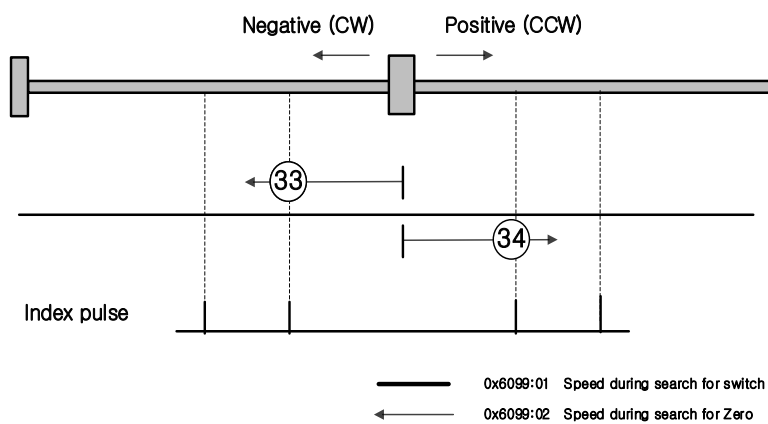 Negative (CW) Positive (CCW)
33
34
Index pulse
0x6099:01 Speed during search for switch
0x6099:02 Speed during search for Zero